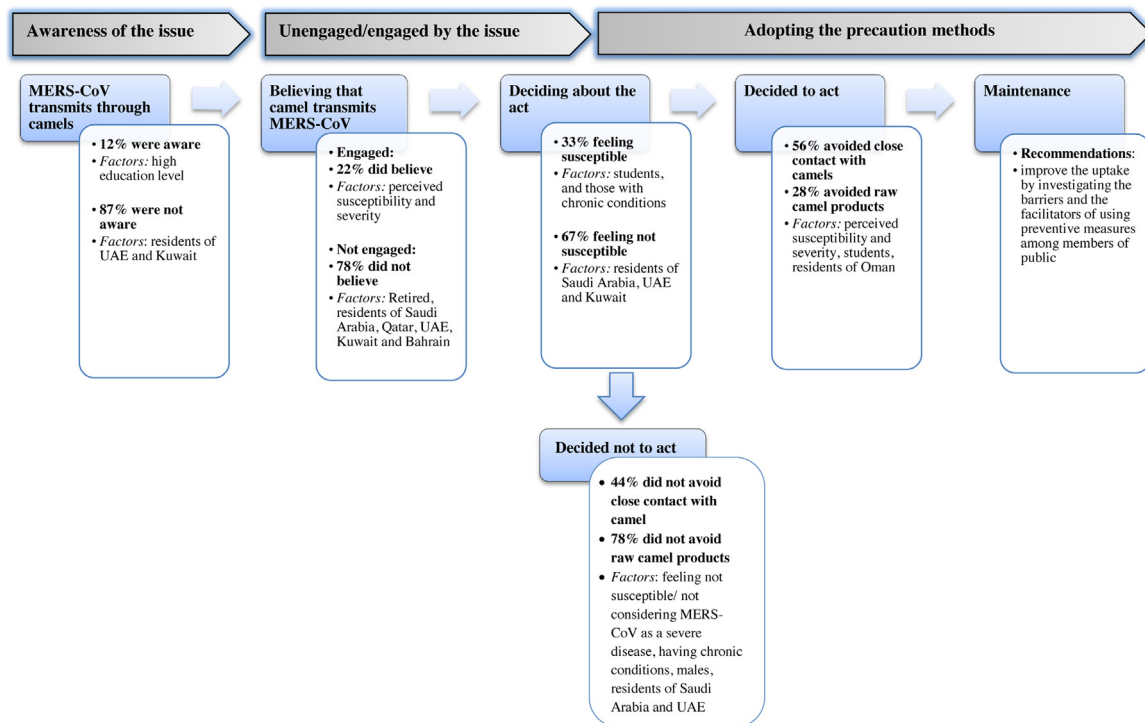 Awareness of the issue
Unengaged/engaged by the issue
Adopting the precaution methods
MERS-CoV
transmits through
camels
• 12% were aware
• Factors: high
education level
• 87% were not
aware
• Factors: residents of
UAE and Kuwait
Believing that
camel transmits
MERS-CoV
• Engaged:
• 22% did believe
• Factors: perceived
susceptibility and
severity
• Not engaged:
• 78% did not
believe
• Factors: Retired,
residents of Saudi
Arabia, Qatar, UAE,
Kuwait and Bahrain
Deciding about the
act
• 33% feeling
susceptible
• Factors: students,
and those with
chronic conditions
• 67% feeling not
susceptible
• Factors: residents of
Saudi Arabia, UAE
and Kuwait
Decided to act
• 56% avoided close
contact with
camels
• 28% avoided raw
camel products
• Factors: perceived
susceptibility and
severity, students,
residents of Oman
Maintenance
• Recommendations:
• improve the uptake
by investigating the
barriers and the
facilitators of using
preventive measures
among members of
public
Decided not to act
• 44% did not avoid
close contact with
camel
• 78% did not avoid
raw camel products
• Factors: feeling not
susceptible/ not
considering MERS-
CoV as a severe
disease, having chronic
conditions, males,
residents of Saudi
Arabia and UAE